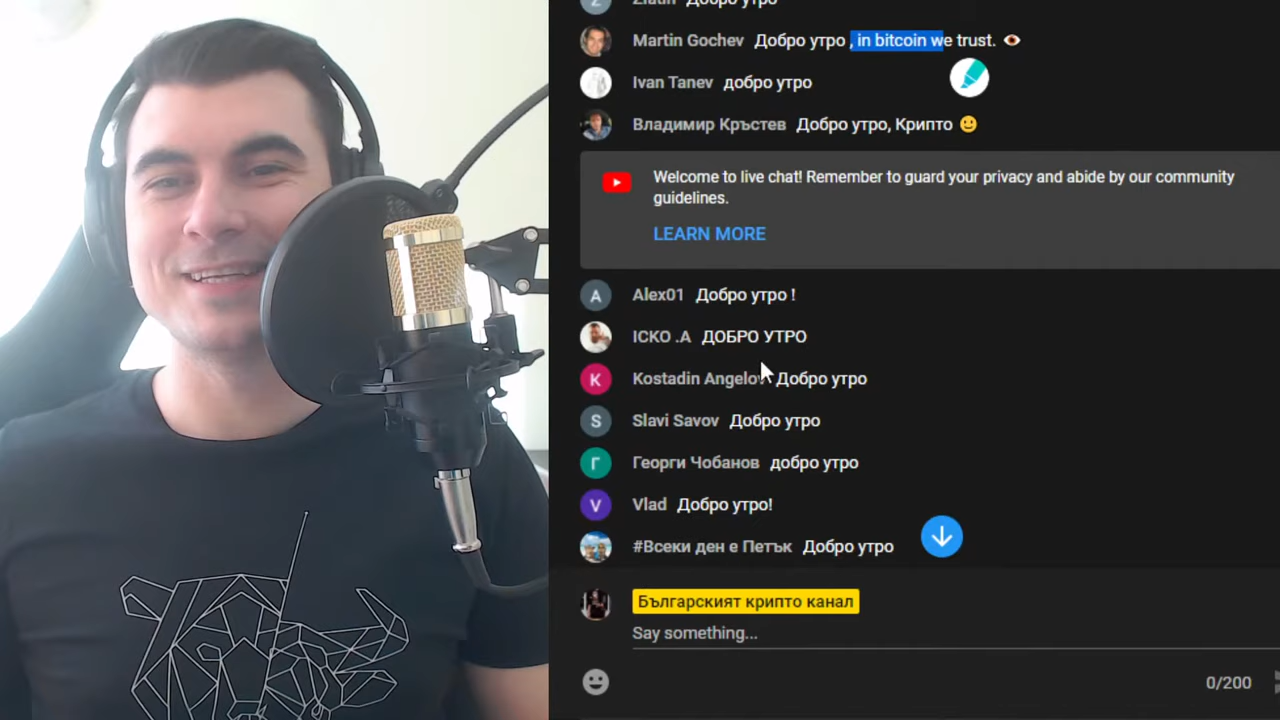 Zlatin Добро утро
Martin Gochev Добро утро , in bitcoin we trust. 👁
Ivan Tanev добро утро
Владимир Кръстев Добро утро, Крипто 🙂
Welcome to live chat! Remember to guard your privacy and abide by our community
guidelines.
LEARN MORE
A Alex01 Добро утро !
ICKO .A ДОБРО УТРО
K Kostadin Angelov Добро утро
S Slavi Savov Добро утро
Г Георги Чобанов добро утро
V Vlad Добро утро!
#Всеки ден е Петък Добро утро
Българският крипто канал
Say something...
0/200